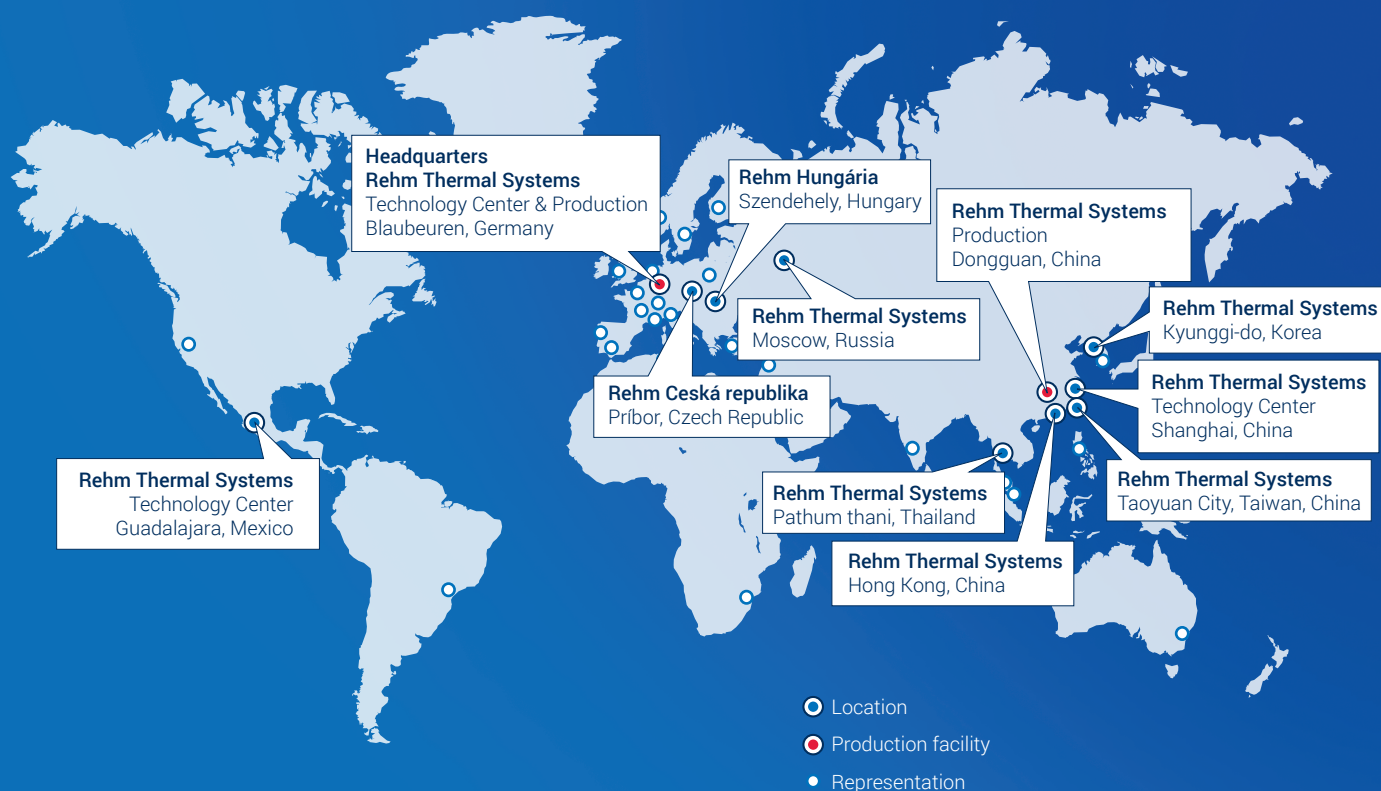 Headquarters
Rehm Thermal Systems
Technology Center & Production
Blaubeuren, Germany
Rehm Hungária
Szendehely, Hungary
Rehm Thermal Systems
Production
Dongguan, China
Rehm Thermal Systems
Moscow, Russia
Rehm Thermal Systems
Kyunggi-do, Korea
Rehm Ceská republika
Príbor, Czech Republic
Rehm Thermal Systems
Technology Center
Shanghai, China
Rehm Thermal Systems
Technology Center
Guadalajara, Mexico
Rehm Thermal Systems
Pathum thani, Thailand
Rehm Thermal Systems
Taoyuan City, Taiwan, China
Rehm Thermal Systems
Hong Kong, China
Location
Production facility
Representation